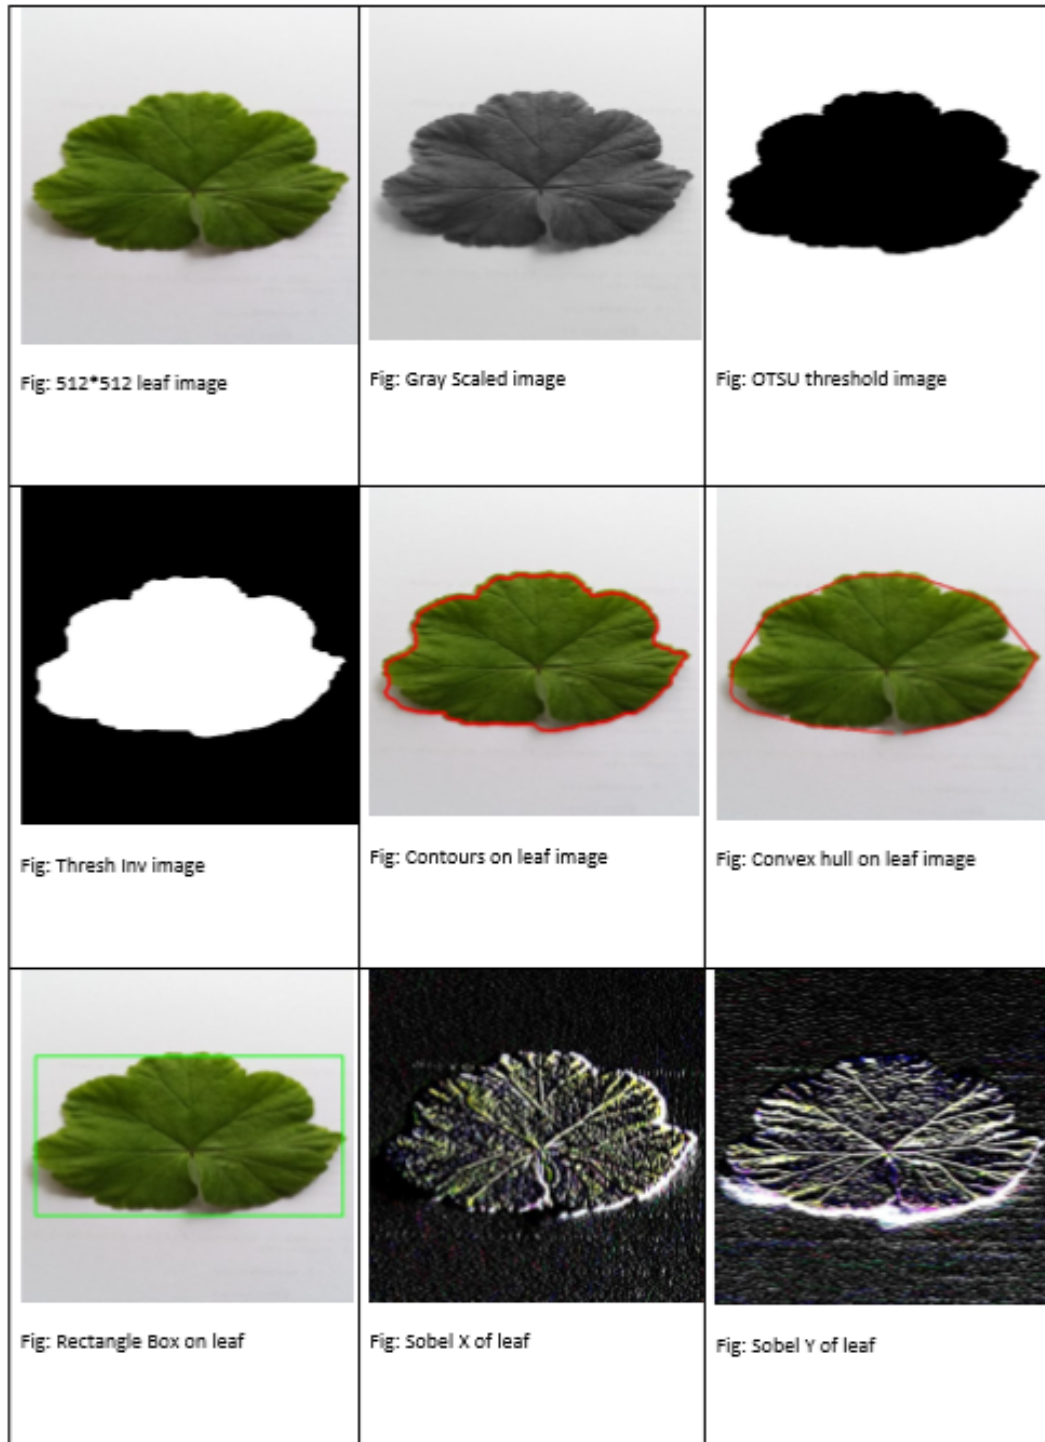 Fig: 512*512 leaf image
Fig: Gray Scaled image
Fig: OTSU threshold image
Fig: Thresh Inv image
Fig: Contours on leaf image
Fig: Convex hull on leaf image
Fig: Rectangle Box on leaf
Fig: Sobel X of leaf
Fig: Sobel Y of leaf